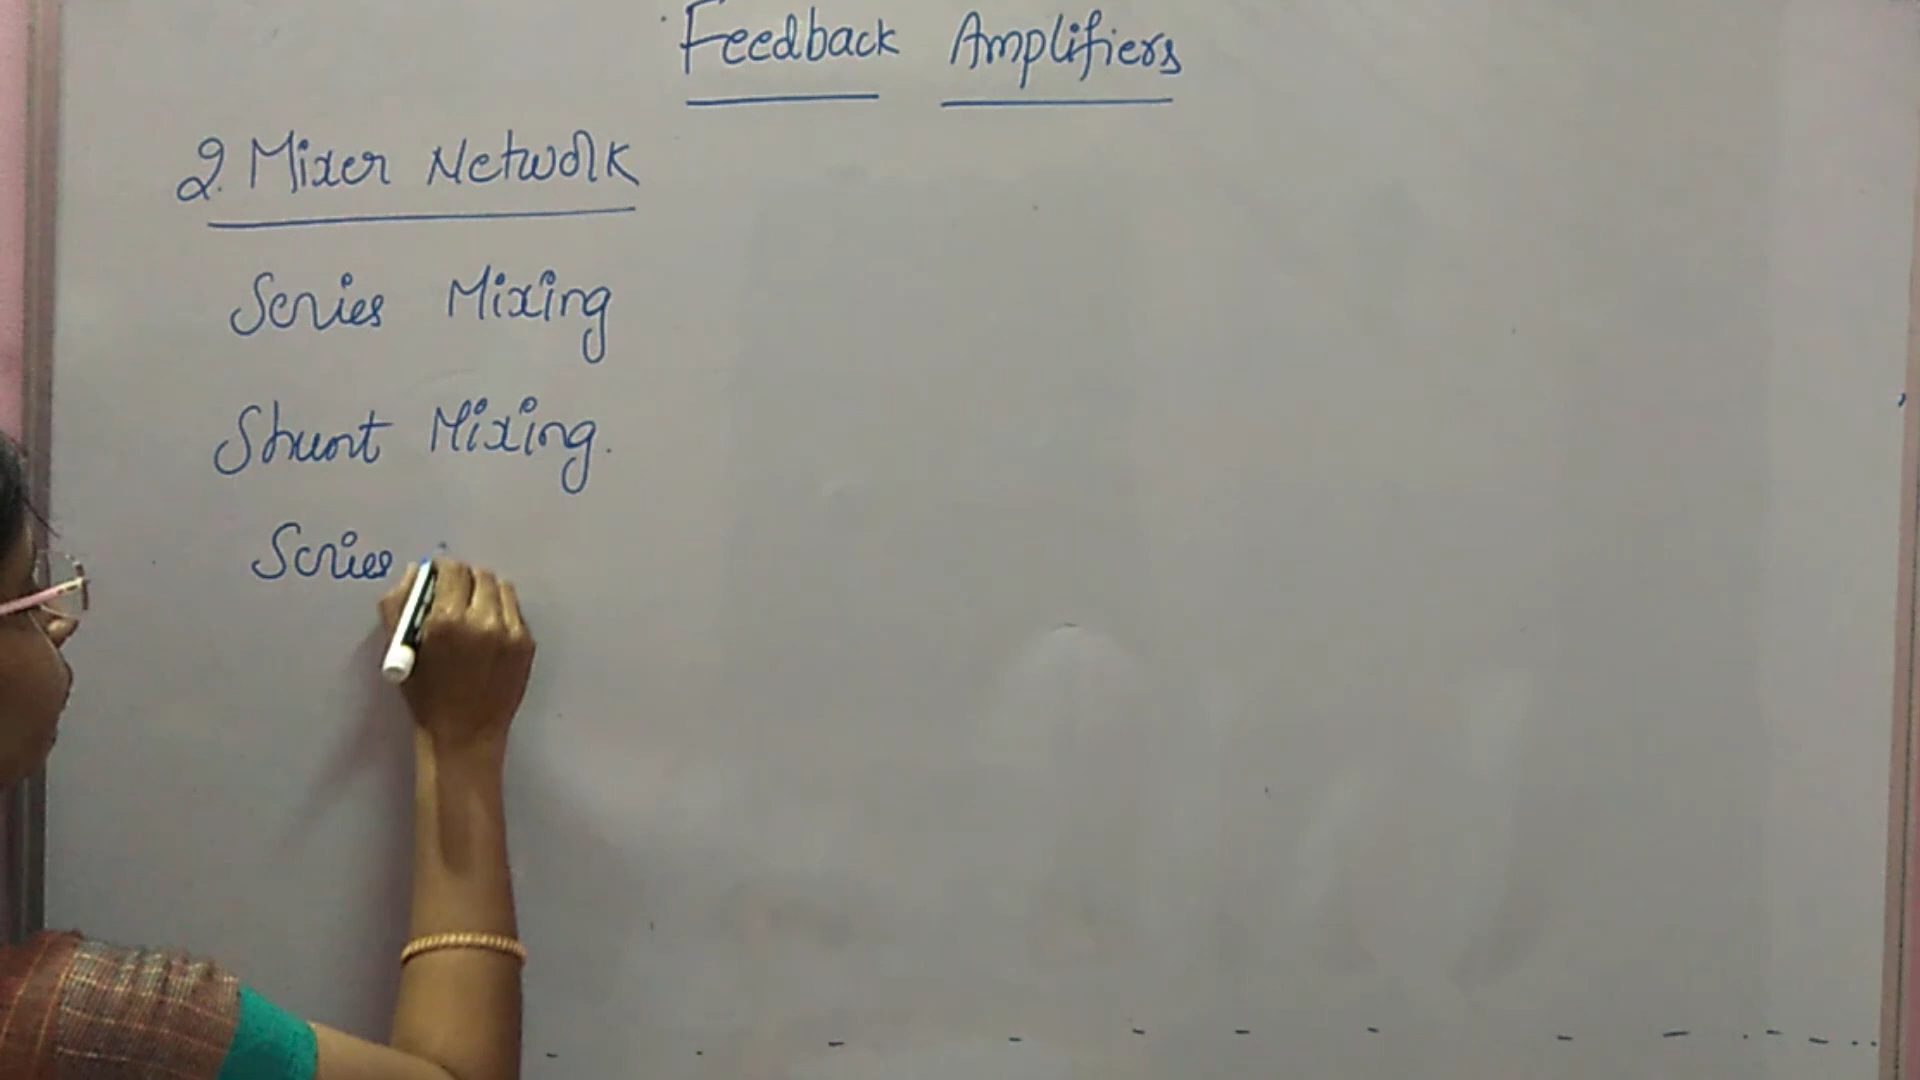 Feedback Amplifiers
2. Mixer Network
Series Mixing
Shunt Mixing.
Series